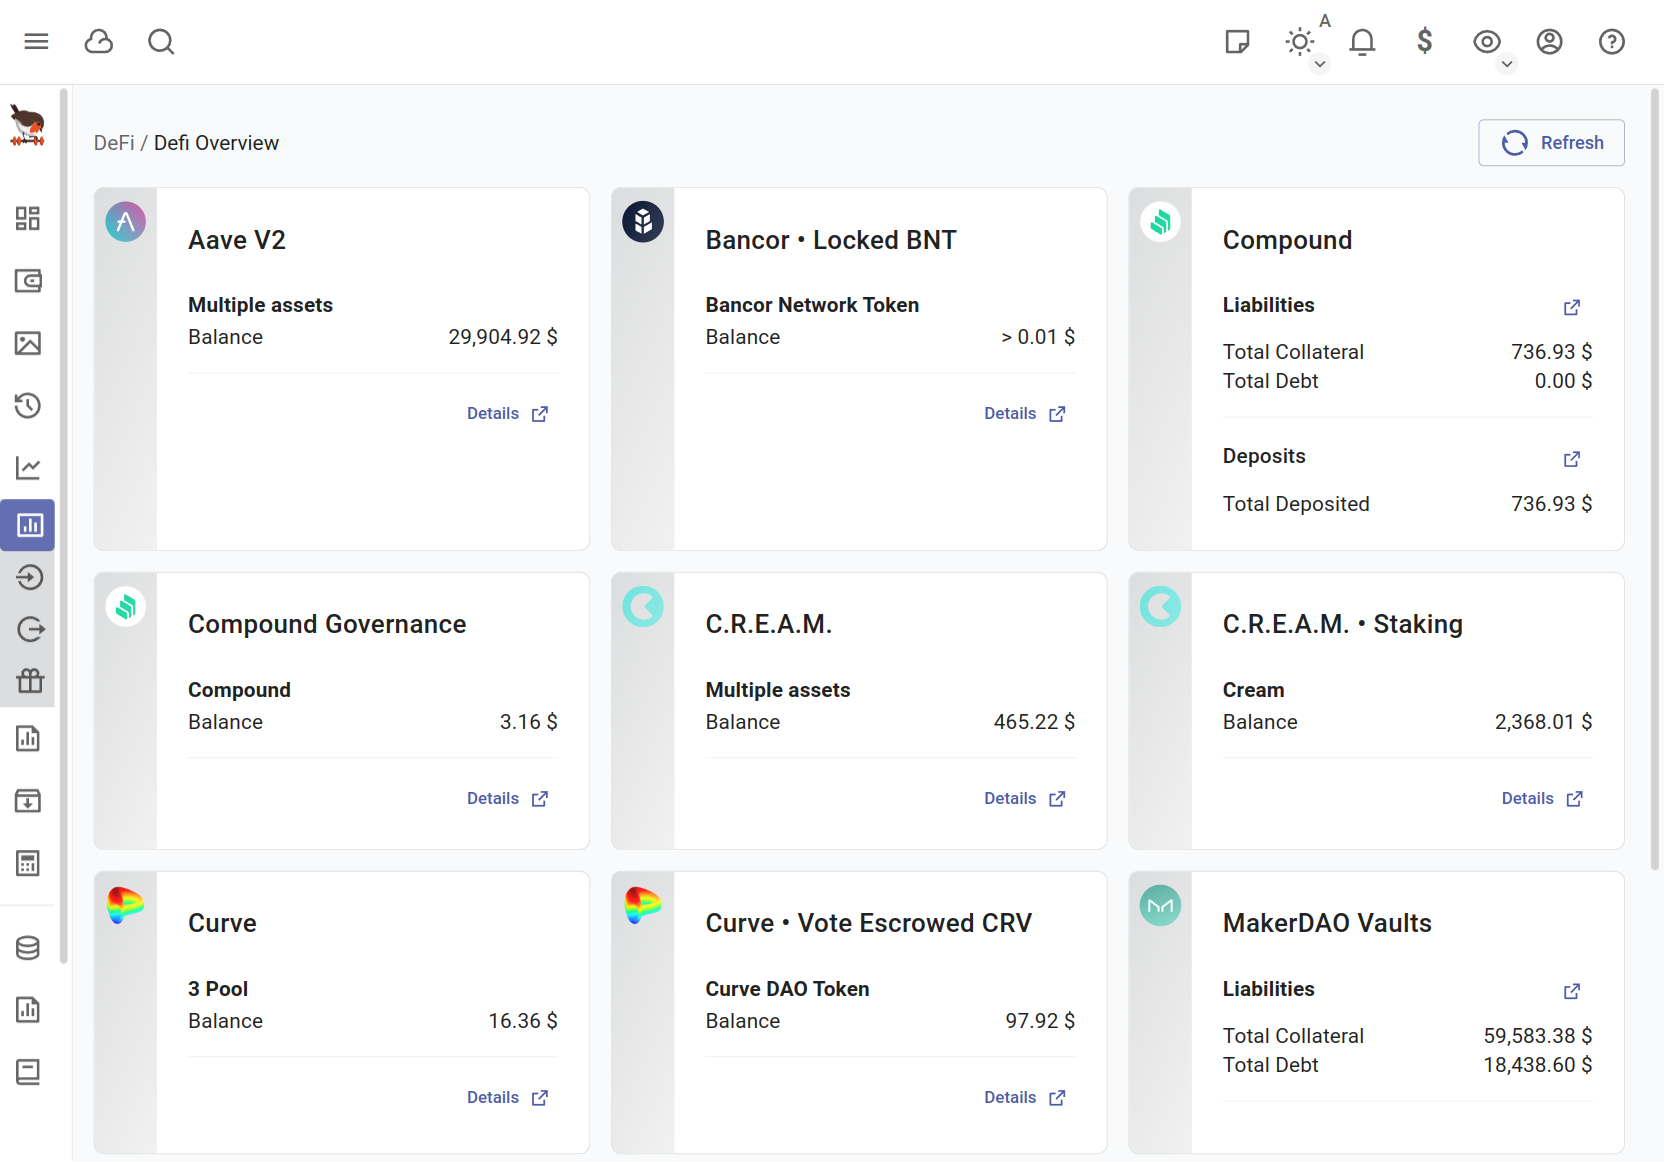 A
$
DeFi / Defi Overview
Refresh
Aave V2
Multiple assets
Balance 29,904.92 $
Details
Bancor • Locked BNT
Bancor Network Token
Balance > 0.01 $
Details
Compound
Liabilities
Total Collateral 736.93 $
Total Debt 0.00 $
Deposits
Total Deposited 736.93 $
Compound Governance
Compound
Balance 3.16 $
Details
C.R.E.A.M.
Multiple assets
Balance 465.22 $
Details
C.R.E.A.M. • Staking
Cream
Balance 2,368.01 $
Details
Curve
3 Pool
Balance 16.36 $
Details
Curve • Vote Escrowed CRV
Curve DAO Token
Balance 97.92 $
Details
MakerDAO Vaults
Liabilities
Total Collateral 59,583.38 $
Total Debt 18,438.60 $